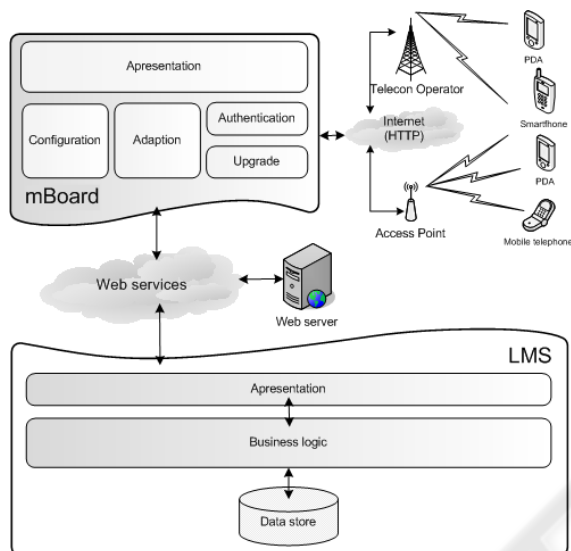 Apresentation
Configuration
Adaption
Authentication
Upgrade
mBoard
Telecon Operator
Internet
(HTTP)
Access Point
PDA
Smartfhone
PDA
Mobile telephone
Web services
Web server
LMS
Apresentation
Business logic
Data store